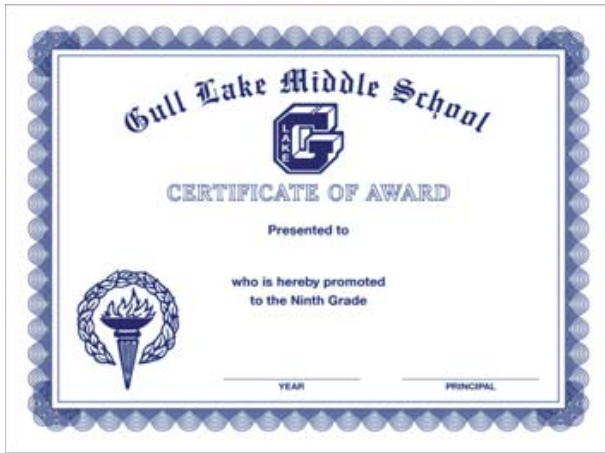 Gull Lake Middle School
LAKE
G
CERTIFICATE OF AWARD
Presented to
who is hereby promoted
to the Ninth Grade
YEAR PRINCIPAL